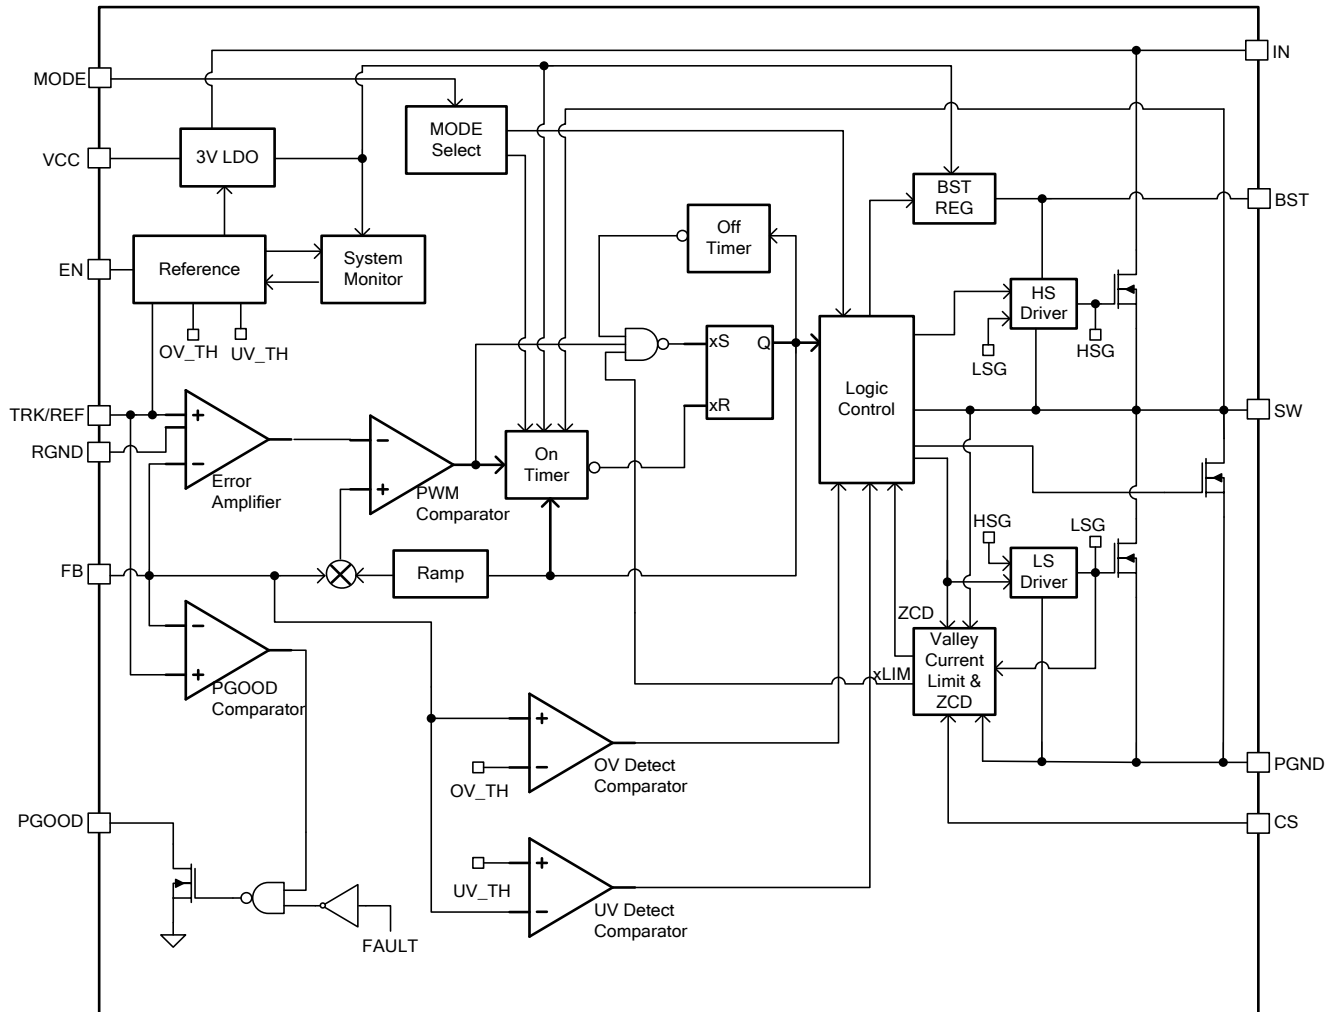 IN
MODE
MODE
Select
VCC
3V LDO
BST
REG
BST
Off
Timer
EN
Reference
System
Monitor
HS
Driver
OV_TH
UV_TH
LSG
HSG
xS
Q
xR
Logic
Control
TRK/REF
SW
RGND
On
Timer
Error
Amplifier
PWM
Comparator
HSG
LSG
FB
Ramp
LS
Driver
ZCD
Valley
Current
Limit &
ZCD
xLIM
PGOOD
Comparator
OV Detect
Comparator
OV_TH
PGND
PGOOD
CS
UV_TH
UV Detect
Comparator
FAULT
+
−
−
+
−
+
+
−
+
−